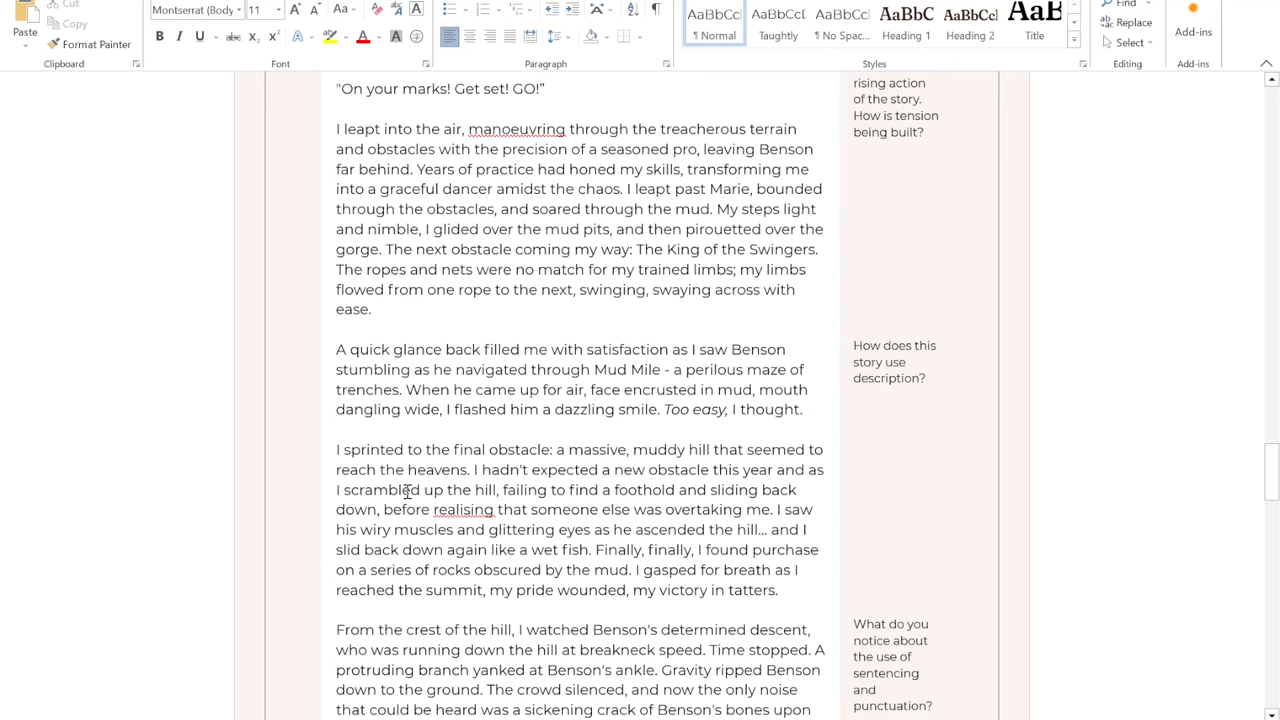 Cut
Copy
Paste
Format Painter
Clipboard
Montserrat (Body
11
Font
Paragraph
AaBbCcI
¶ Normal
AaBbCcD
Taughtly
AaBbCcI
¶ No Spac...
AaBbC
Heading 1
AaBbCcI
Heading 2
AaB
Title
Styles
Find
Replace
Select
Editing
Add-ins
Add-ins
"On your marks! Get set! GO!”
I leapt into the air, manoeuvring through the treacherous terrain
and obstacles with the precision of a seasoned pro, leaving Benson
far behind. Years of practice had honed my skills, transforming me
into a graceful dancer amidst the chaos. I leapt past Marie, bounded
through the obstacles, and soared through the mud. My steps light
and nimble, I glided over the mud pits, and then pirouetted over the
gorge. The next obstacle coming my way: The King of the Swingers.
The ropes and nets were no match for my trained limbs; my limbs
flowed from one rope to the next, swinging, swaying across with
ease.
A quick glance back filled me with satisfaction as I saw Benson
stumbling as he navigated through Mud Mile - a perilous maze of
trenches. When he came up for air, face encrusted in mud, mouth
dangling wide, I flashed him a dazzling smile. Too easy, I thought.
I sprinted to the final obstacle: a massive, muddy hill that seemed to
reach the heavens. I hadn't expected a new obstacle this year and as
I scrambled up the hill, failing to find a foothold and sliding back
down, before realising that someone else was overtaking me. I saw
his wiry muscles and glittering eyes as he ascended the hill... and I
slid back down again like a wet fish. Finally, finally, I found purchase
on a series of rocks obscured by the mud. I gasped for breath as I
reached the summit, my pride wounded, my victory in tatters.
From the crest of the hill, I watched Benson's determined descent,
who was running down the hill at breakneck speed. Time stopped. A
protruding branch yanked at Benson's ankle. Gravity ripped Benson
down to the ground. The crowd silenced, and now the only noise
that could be heard was a sickening crack of Benson's bones upon
rising action
of the story.
How is tension
being built?
How does this
story use
description?
What do you
notice about
the use of
sentencing
and
punctuation?